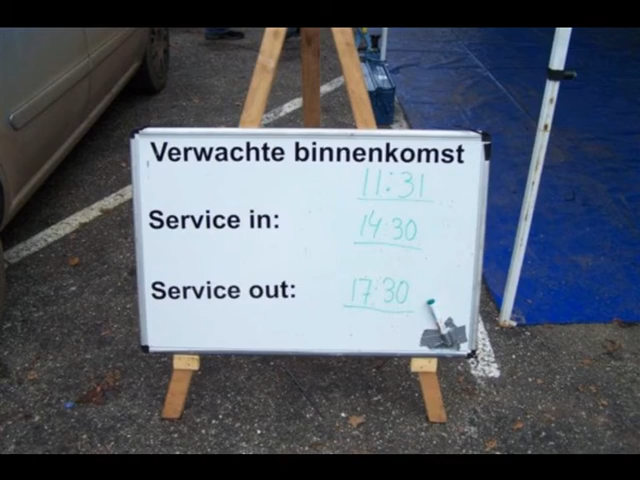 Verwachte binnenkomst
11:31
Service in: 14:30
Service out: 17:30